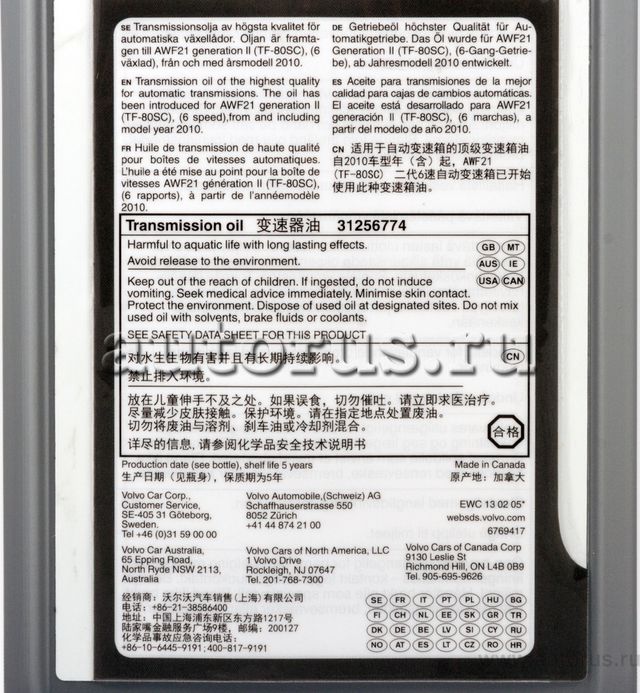 SE Transmissionsolja av högsta kvalitet för
automatiska växellådor. Oljan är framta-
gen till AWF21 generation II (TF-80SC), (6
växlad), från och med årsmodell 2010.
EN Transmission oil of the highest quality
for automatic transmissions. The oil has
been introduced for AWF21 generation II
(TF-80SC), (6 speed),from and including
model year 2010.
FR Huile de transmission de haute qualité
pour boîtes de vitesses automatiques.
L'huile a été mise au point pour la boîte de
vitesses AWF21 génération II (TF-80SC),
(6 rapports), à partir de l'annéemodèle
2010.
DE Getriebeöl höchster Qualität für Au-
tomatikgetriebe. Das Öl wurde für AWF21
Generation II (TF-80SC), (6-Gang-Getrie-
be), ab Jahresmodell 2010 entwickelt.
ES Aceite para transmisiones de la mejor
calidad para cajas de cambios automáticas.
El aceite está desarrollado para AWF21
generación II (TF-80SC), (6 marchas), a
partir del modelo de año 2010.
CN 适用于自动变速箱的顶级变速箱油
自2010车型年（含）起，AWF21
(TF-80SC) 二代6速自动变速箱已开始
使用此种变速箱油。
Transmission oil 变速器油 31256774
Harmful to aquatic life with long lasting effects.
Avoid release to the environment.
GB MT
AUS IE
USA CAN
Keep out of the reach of children. If ingested, do not induce
vomiting. Seek medical advice immediately. Minimise skin contact.
Protect the environment. Dispose of used oil at designated sites. Do not mix
used oil with solvents, brake fluids or coolants.
SEE SAFETY DATA SHEET FOR THIS PRODUCT
autorus.ru
对水生生物有害并且有长期持续影响。
禁止排入环境。
CN
放在儿童伸手不及之处。如果误食，切勿催吐。请立即求医治疗。
尽量减少皮肤接触。保护环境。请在指定地点处置废油。
切勿将废油与溶剂、刹车油或冷却剂混合。
详尽的信息，请参阅化学品安全技术说明书
合格
Production date (see bottle), shelf life 5 years
生产日期（见瓶身），保质期为5年
Made in Canada
原产地：加拿大
Volvo Car Corp.,
Customer Service,
SE-405 31 Göteborg,
Sweden.
Tel +46 (0)31 59 00 00
Volvo Automobile,(Schweiz) AG
Schaffhauserstrasse 550
8052 Zürich
+41 44 874 21 00
EWC 13 02 05*
websds.volvo.com
6769417
Volvo Car Australia,
65 Epping Road,
North Ryde NSW 2113,
Australia
Volvo Cars of North America, LLC
1 Volvo Drive
Rockleigh, NJ 07647
Tel. 201-768-7300
Volvo Cars of Canada Corp
9130 Leslie St
Richmond Hill, ON L4B 0B9
Tel. 905-695-9626
经销商：沃尔沃汽车销售(上海)有限公司
电话：+86-21-38586400
地址：中国上海浦东新区东方路1217号
陆家嘴金融服务广场9楼，邮编：200127
化学品事故应急咨询电话：
+86-10-6445-9191;400-817-9191
SE FR IT PT PL HU BG
FI CH NL EE SK GR TR
DK DE BE LV SI CY RU
NO AT ES LT CZ RO HR
www.autorus.ru